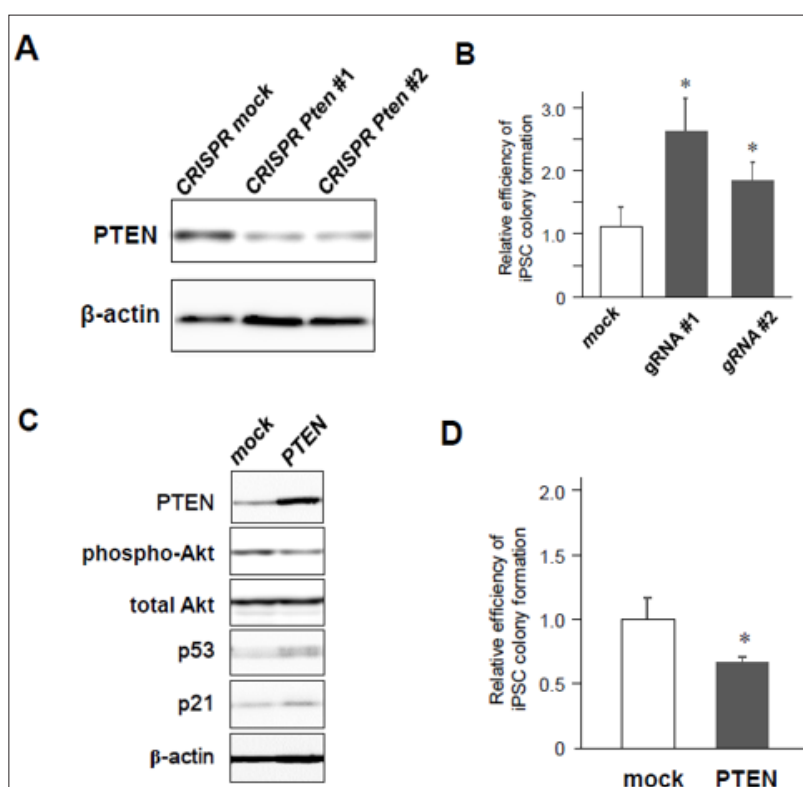 A
CRISPR mock
CRISPR Pten #1
CRISPR Pten #2
PTEN
β-actin
B
Relative efficiency of
iPSC colony formation
3.0
2.0
1.0
0
*
*
mock
gRNA #1
gRNA #2
C
mock
PTEN
PTEN
phospho-Akt
total Akt
p53
p21
β-actin
D
Relative efficiency of
iPSC colony formation
2.0
1.5
1.0
0.5
0
*
mock
PTEN